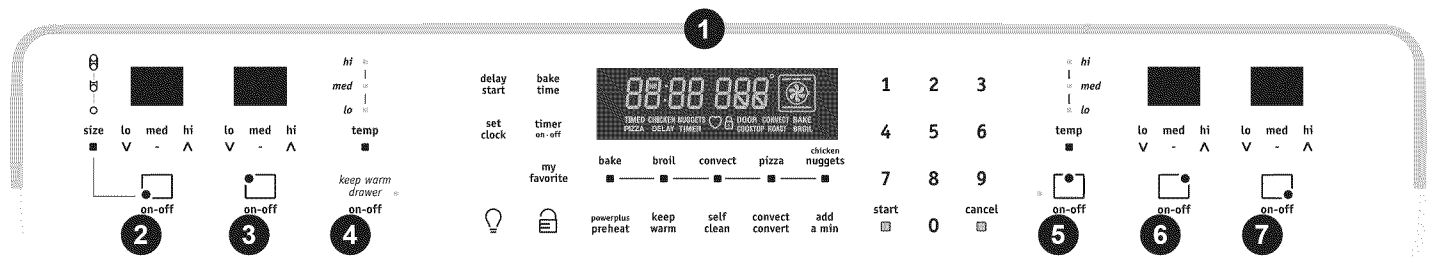 1
size
lo med hi
v - ʌ
on-off
2
lo med hi
v - ʌ
on-off
3
hi
med
lo
temp
keep warm
drawer
on-off
4
delay
start
bake
time
set
clock
timer
on-off
my
favorite
88:88 888°
TIMED CHICKEN NUGGETS DOOR CONVECT BAKE
PIZZA DELAY TIMER COOKTOP ROAST BROIL
bake broil convect pizza chicken
nuggets
powerplus
preheat
keep
warm
self
clean
convect
convert
add
a min
1 2 3
4 5 6
7 8 9
start 0 cancel
hi
med
lo
temp
on-off
5
lo med hi
v - ʌ
on-off
6
lo med hi
v - ʌ
on-off
7